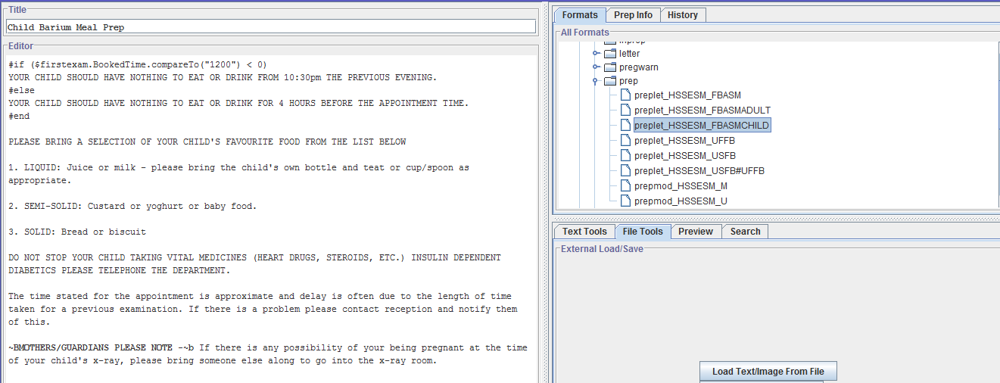 Title
Child Barium Meal Prep
Editor
#if ($firstexam.BookedTime.compareTo("1200") < 0)
YOUR CHILD SHOULD HAVE NOTHING TO EAT OR DRINK FROM 10:30pm THE PREVIOUS EVENING.
#else
YOUR CHILD SHOULD HAVE NOTHING TO EAT OR DRINK FOR 4 HOURS BEFORE THE APPOINTMENT TIME.
#end
PLEASE BRING A SELECTION OF YOUR CHILD'S FAVOURITE FOOD FROM THE LIST BELOW
1. LIQUID: Juice or milk - please bring the child's own bottle and teat or cup/spoon as
appropriate.
2. SEMI-SOLID: Custard or yoghurt or baby food.
3. SOLID: Bread or biscuit
DO NOT STOP YOUR CHILD TAKING VITAL MEDICINES (HEART DRUGS, STEROIDS, ETC.) INSULIN DEPENDENT
DIABETICS PLEASE TELEPHONE THE DEPARTMENT.
The time stated for the appointment is approximate and delay is often due to the length of time
taken for a previous examination. If there is a problem please contact reception and notify them
of this.
~BMOTHERS/GUARDIANS PLEASE NOTE -~b If there is any possibility of your being pregnant at the time
of your child's x-ray, please bring someone else along to go into the x-ray room.
Formats
Prep Info
History
All Formats
letter
pregwarn
prep
preplet_HSSESM_FBASM
preplet_HSSESM_FBASMADULT
preplet_HSSESM_FBASMCHILD
preplet_HSSESM_UFFB
preplet_HSSESM_USFB
preplet_HSSESM_USFB#UFFB
prepmod_HSSESM_M
prepmod_HSSESM_U
Text Tools
File Tools
Preview
Search
External Load/Save
Load Text/Image From File